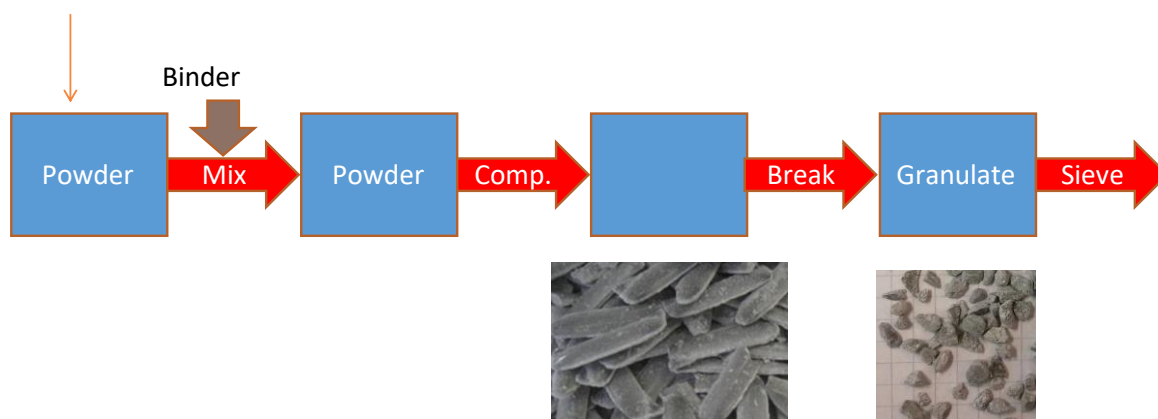 Binder
Powder
Mix
Powder
Comp.
Break
Granulate
Sieve